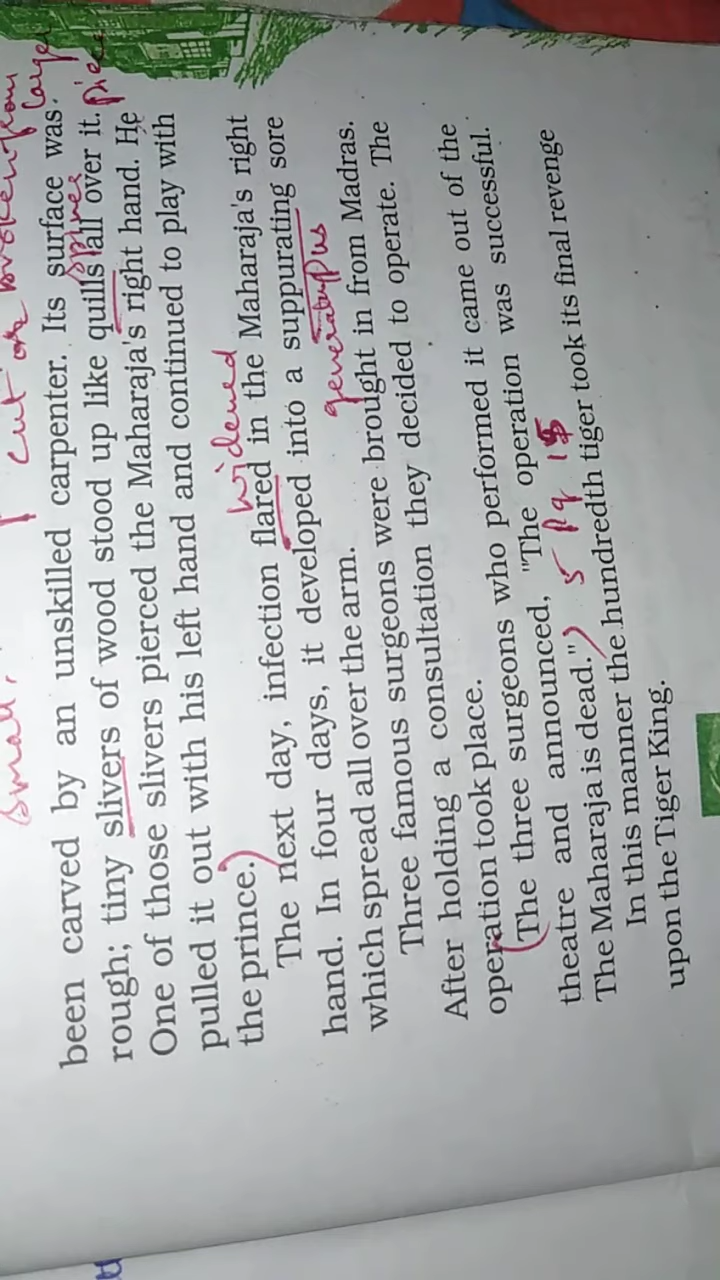 small,
cut or broken from
large
piece
been carved by an unskilled carpenter. Its surface was
rough; tiny slivers of wood stood up like quills all over it.
spines
One of those slivers pierced the Maharaja's right hand. He
pulled it out with his left hand and continued to play with
the prince.)
widened
The next day, infection flared in the Maharaja's right
hand. In four days, it developed into a suppurating sore
generating pus
which spread all over the arm.
Three famous surgeons were brought in from Madras.
After holding a consultation they decided to operate. The
operation took place.
(The three surgeons who performed it came out of the
theatre and announced, "The operation was successful.
The Maharaja is dead.") 5 Pg 15
In this manner the hundredth tiger took its final revenge
upon the Tiger King.